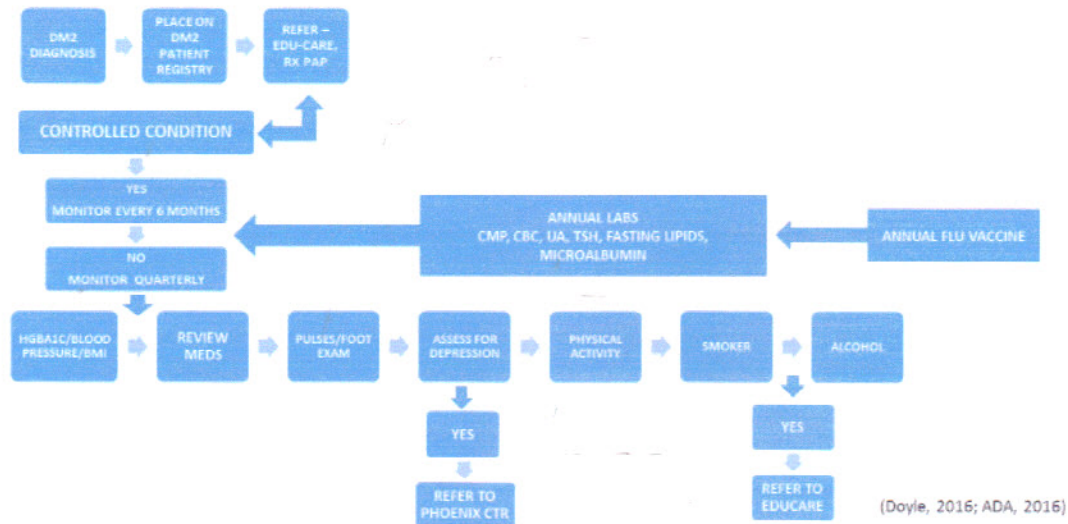 DM2
DIAGNOSIS
PLACE ON
DM2
PATIENT
REGISTRY
REFER –
EDU-CARE,
RX PAP
CONTROLLED CONDITION
YES
MONITOR EVERY 6 MONTHS
NO
MONITOR QUARTERLY
ANNUAL LABS
CMP, CBC, UA, TSH, FASTING LIPIDS,
MICROALBUMIN
ANNUAL FLU VACCINE
HGBA1C/BLOOD
PRESSURE/BMI
REVIEW
MEDS
PULSES/FOOT
EXAM
ASSESS FOR
DEPRESSION
PHYSICAL
ACTIVITY
SMOKER
ALCOHOL
YES
REFER TO
PHOENIX CTR
YES
REFER TO
EDUCARE
(Doyle, 2016; ADA, 2016)